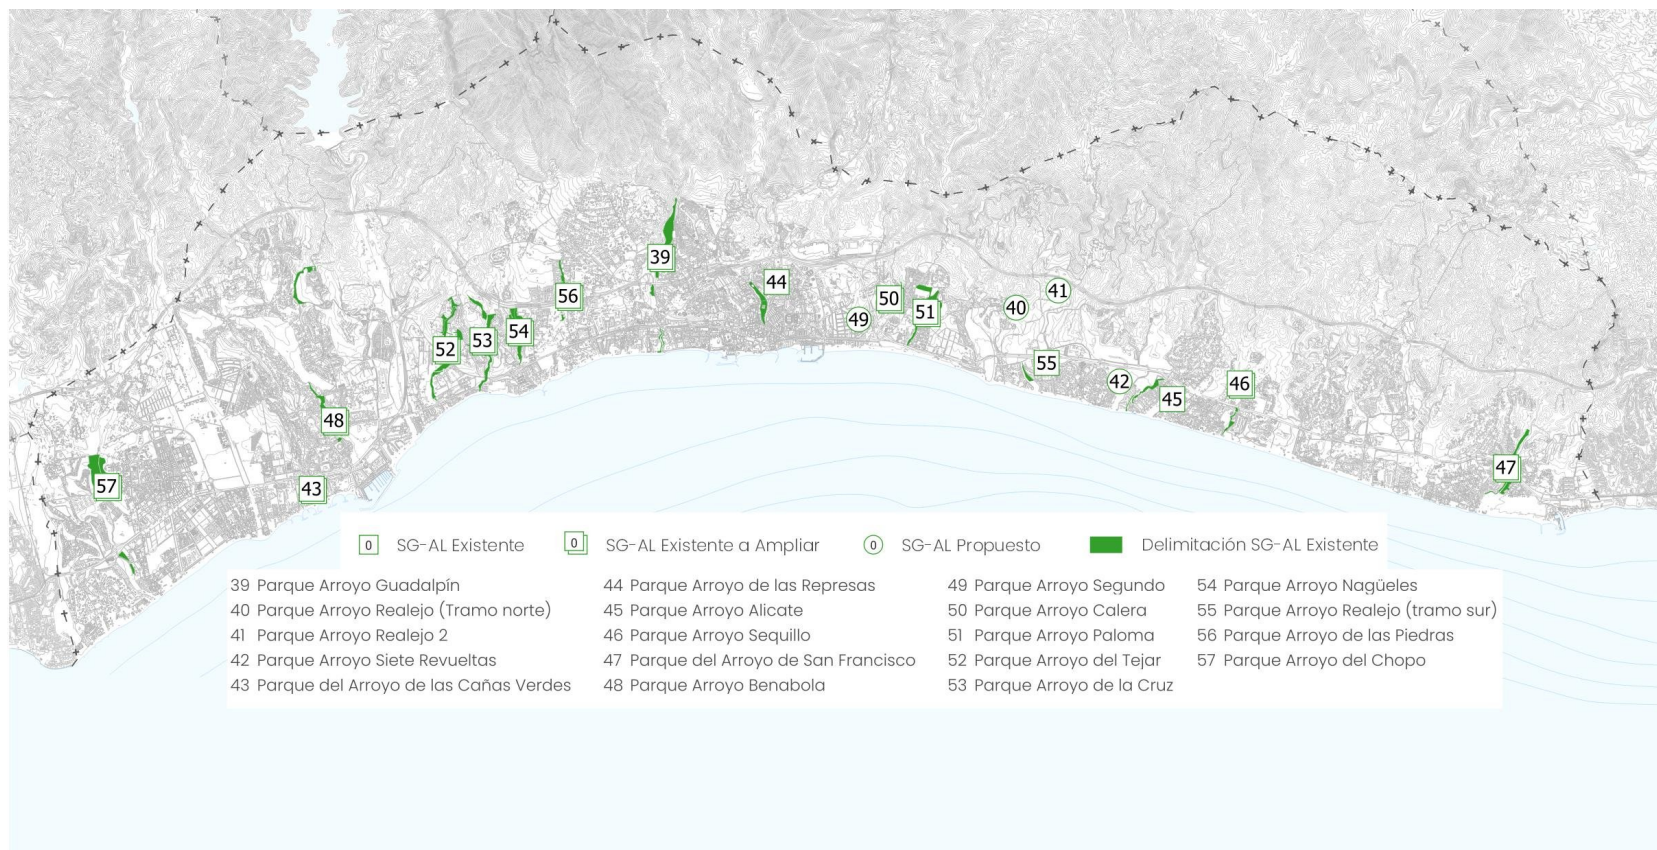 39
44
56
50
51
49
40
41
52
53
54
55
42
45
46
48
57
43
47
0 SG-AL Existente
0 SG-AL Existente a Ampliar
0 SG-AL Propuesto
Delimitación SG-AL Existente
39 Parque Arroyo Guadalpín
40 Parque Arroyo Realejo (Tramo norte)
41 Parque Arroyo Realejo 2
42 Parque Arroyo Siete Revueltas
43 Parque del Arroyo de las Cañas Verdes
44 Parque Arroyo de las Represas
45 Parque Arroyo Alicate
46 Parque Arroyo Sequillo
47 Parque del Arroyo de San Francisco
48 Parque Arroyo Benabola
49 Parque Arroyo Segundo
50 Parque Arroyo Calera
51 Parque Arroyo Paloma
52 Parque Arroyo del Tejar
53 Parque Arroyo de la Cruz
54 Parque Arroyo Nagüeles
55 Parque Arroyo Realejo (tramo sur)
56 Parque Arroyo de las Piedras
57 Parque Arroyo del Chopo